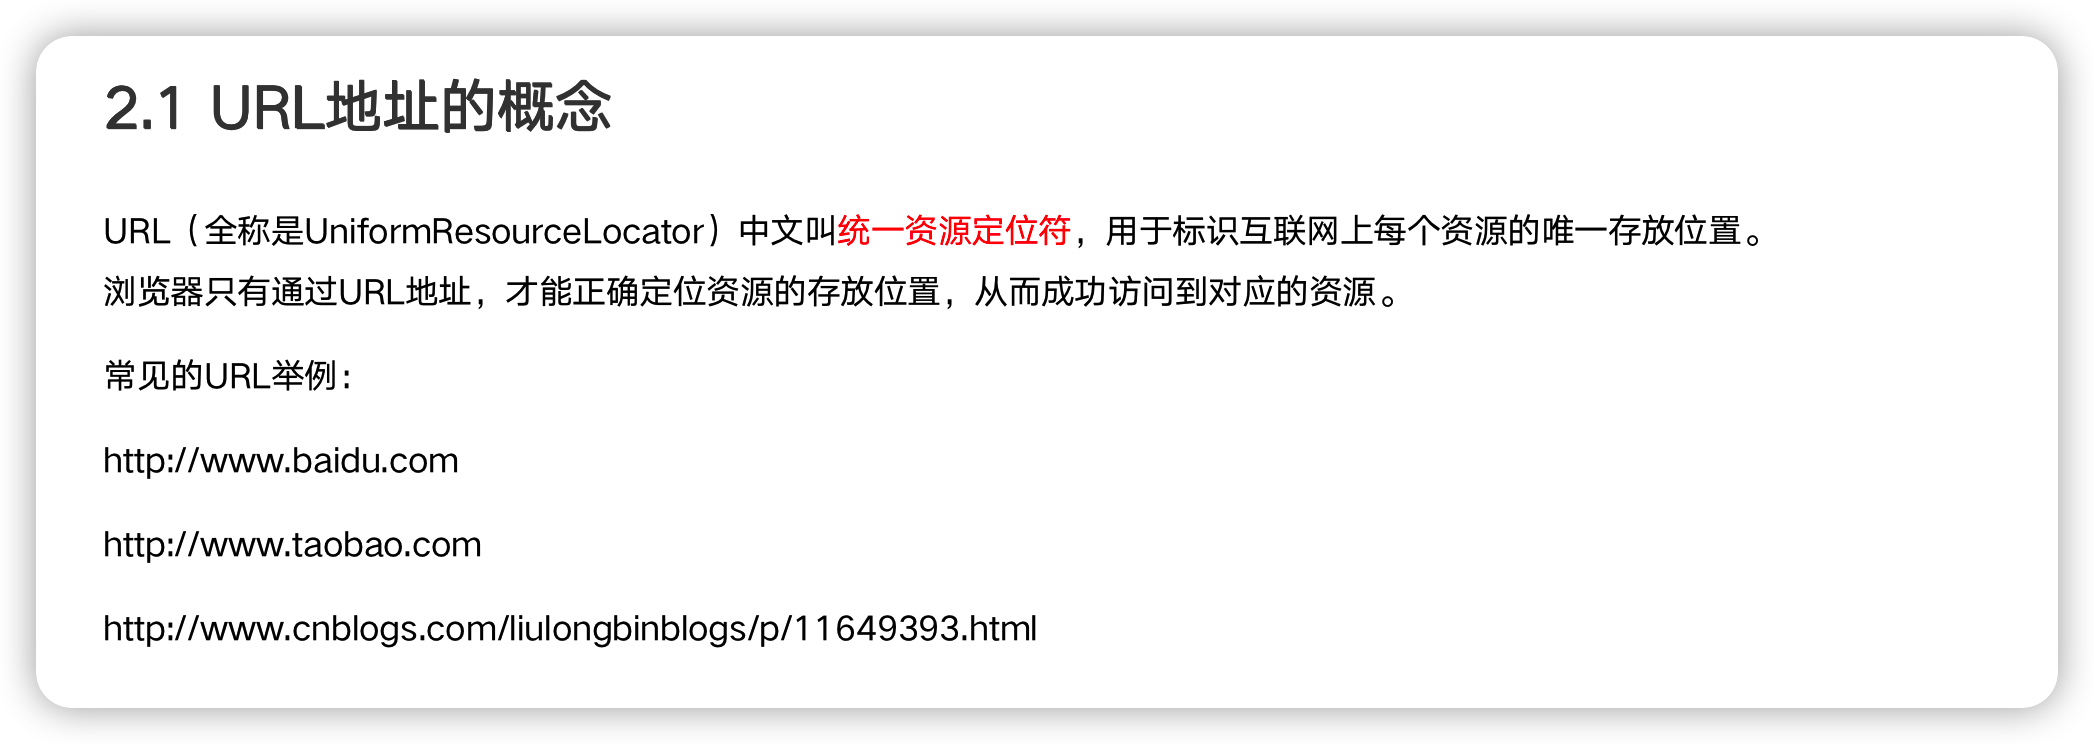 2.1 URL地址的概念
URL（全称是UniformResourceLocator）中文叫统一资源定位符，用于标识互联网上每个资源的唯一存放位置。
浏览器只有通过URL地址，才能正确定位资源的存放位置，从而成功访问到对应的资源。
常见的URL举例：
http://www.baidu.com
http://www.taobao.com
http://www.cnblogs.com/liulongbinblogs/p/11649393.html